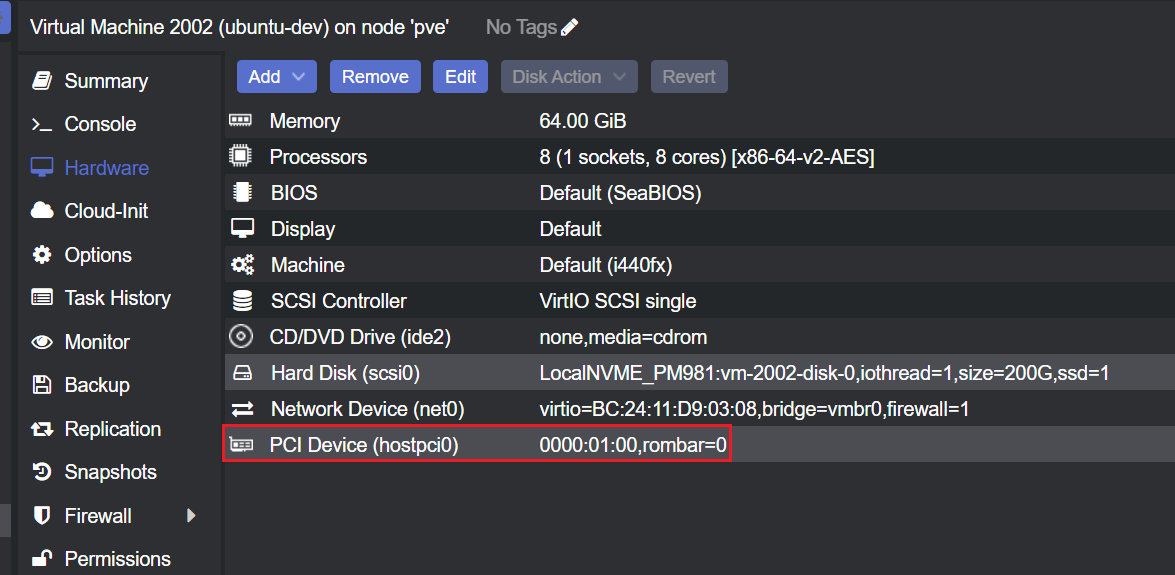 Virtual Machine 2002 (ubuntu-dev) on node 'pve' No Tags
Summary
Console
Hardware
Cloud-Init
Options
Task History
Monitor
Backup
Replication
Snapshots
Firewall
Permissions
Add Remove Edit Disk Action Revert
Memory 64.00 GiB
Processors 8 (1 sockets, 8 cores) [x86-64-v2-AES]
BIOS Default (SeaBIOS)
Display Default
Machine Default (i440fx)
SCSI Controller VirtIO SCSI single
CD/DVD Drive (ide2) none,media=cdrom
Hard Disk (scsi0) LocalNVME_PM981:vm-2002-disk-0,iothread=1,size=200G,ssd=1
Network Device (net0) virtio=BC:24:11:D9:03:08,bridge=vmbr0,firewall=1
PCI Device (hostpci0) 0000:01:00,rombar=0